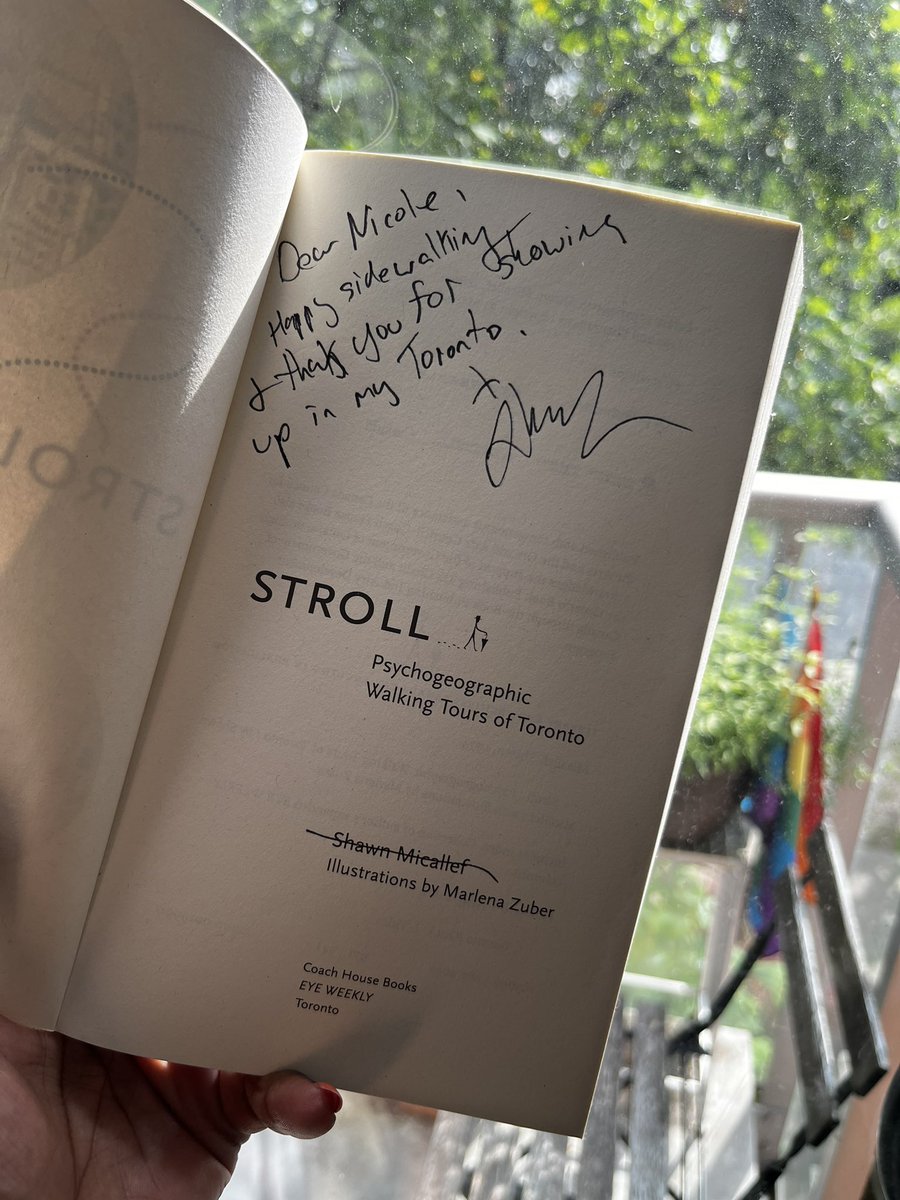 Dear Nicole,
Happy sidewalking
+ thank you for showing
up in my Toronto.
x Shawn
STROLL
Psychogeographic
Walking Tours of Toronto
Shawn Micallef
Illustrations by Marlena Zuber
Coach House Books
EYE WEEKLY
Toronto